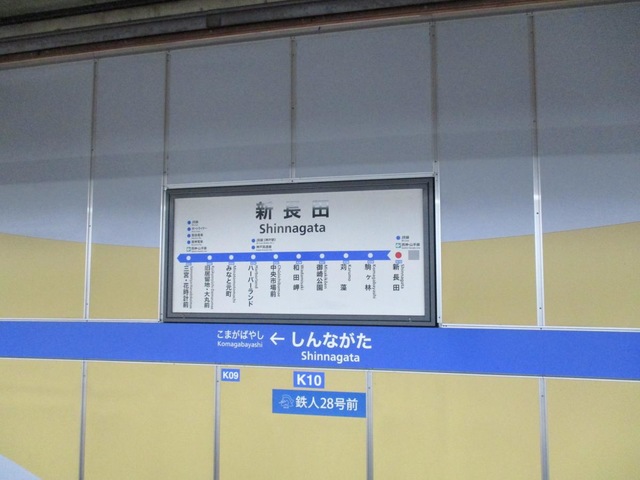 新長田
Shinnagata
三宮・花時計前
旧居留地・大丸前
みなと元町
ハーバーランド
中央市場前
和田岬
御崎公園
苅藻
駒ヶ林
新長田
こまがばやし
Komagabayashi
← しんながた
Shinnagata
K09
K10
鉄人28号前